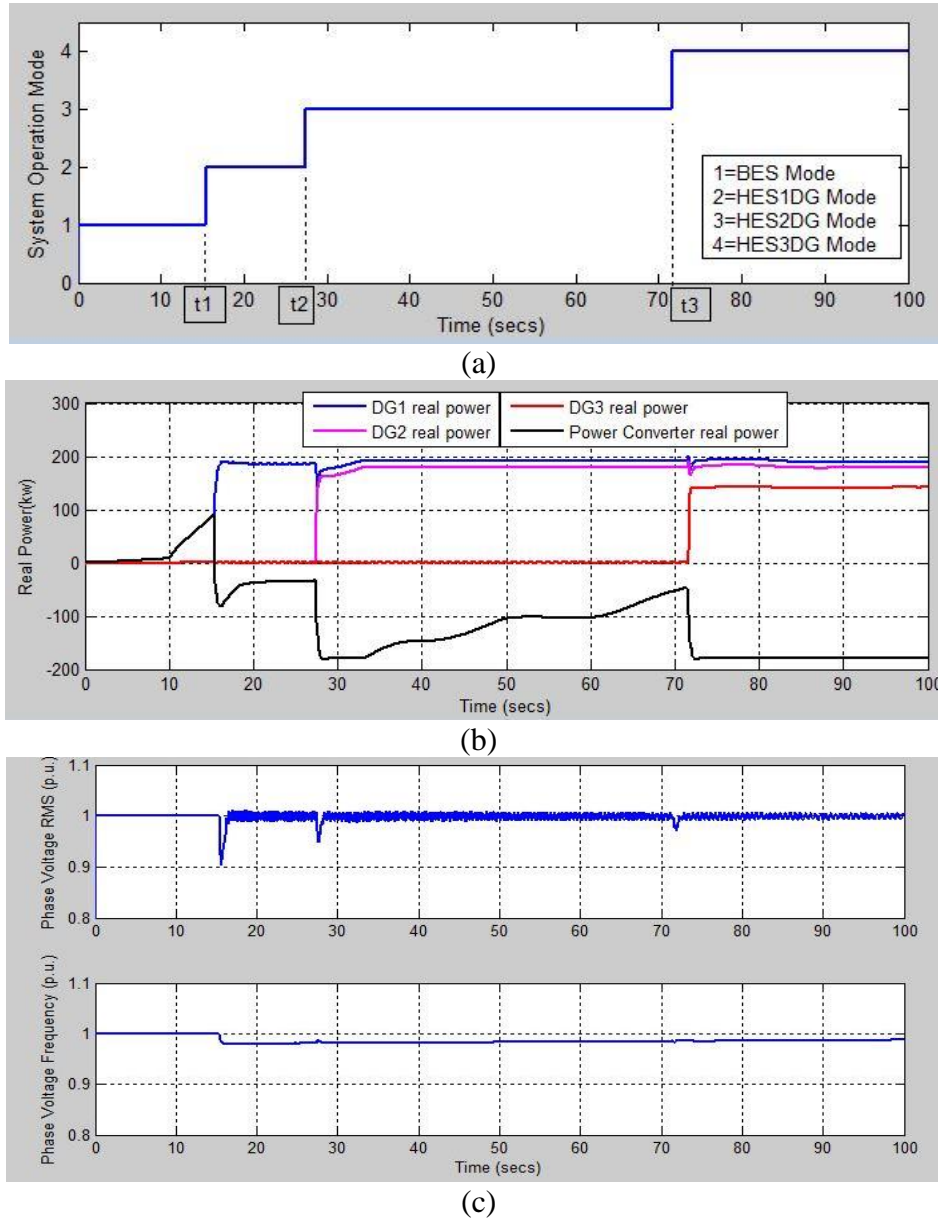 System Operation Mode
4
3
2
1
0
1=BES Mode
2=HES1DG Mode
3=HES2DG Mode
4=HES3DG Mode
0 10 20 30 40 50 60 70 80 90 100
t1 t2 t3
Time (secs)
(a)
Real Power(kw)
300
200
100
0
-100
-200
DG1 real power
DG2 real power
DG3 real power
Power Converter real power
0 10 20 30 40 50 60 70 80 90 100
Time (secs)
(b)
Phase Voltage RMS (p.u.)
1.1
1
0.9
0.8
0 10 20 30 40 50 60 70 80 90 100
Phase Voltage Frequency (p.u.)
1.1
1
0.9
0.8
0 10 20 30 40 50 60 70 80 90 100
Time (secs)
(c)